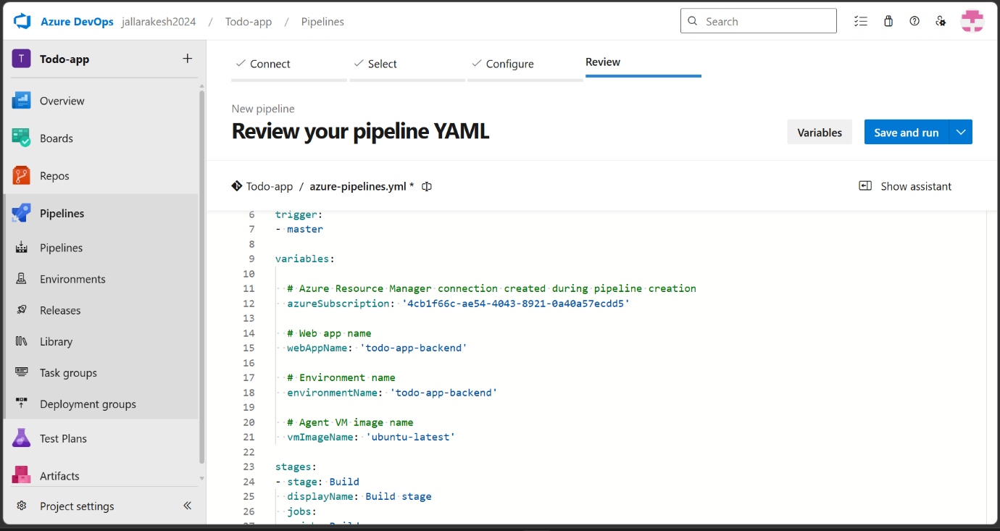 Azure DevOps jallarakesh2024 / Todo-app / Pipelines
Search
T Todo-app +
Overview
Boards
Repos
Pipelines
Pipelines
Environments
Releases
Library
Task groups
Deployment groups
Test Plans
Artifacts
Project settings
Connect
Select
Configure
Review
New pipeline
Review your pipeline YAML
Variables
Save and run
Todo-app / azure-pipelines.yml *
Show assistant
6 trigger:
7 - master
8
9 variables:
10
11 # Azure Resource Manager connection created during pipeline creation
12 azureSubscription: '4cb1f66c-ae54-4043-8921-0a40a57ecdd5'
13
14 # Web app name
15 webAppName: 'todo-app-backend'
16
17 # Environment name
18 environmentName: 'todo-app-backend'
19
20 # Agent VM image name
21 vmImageName: 'ubuntu-latest'
22
23 stages:
24 - stage: Build
25 displayName: Build stage
26 jobs: